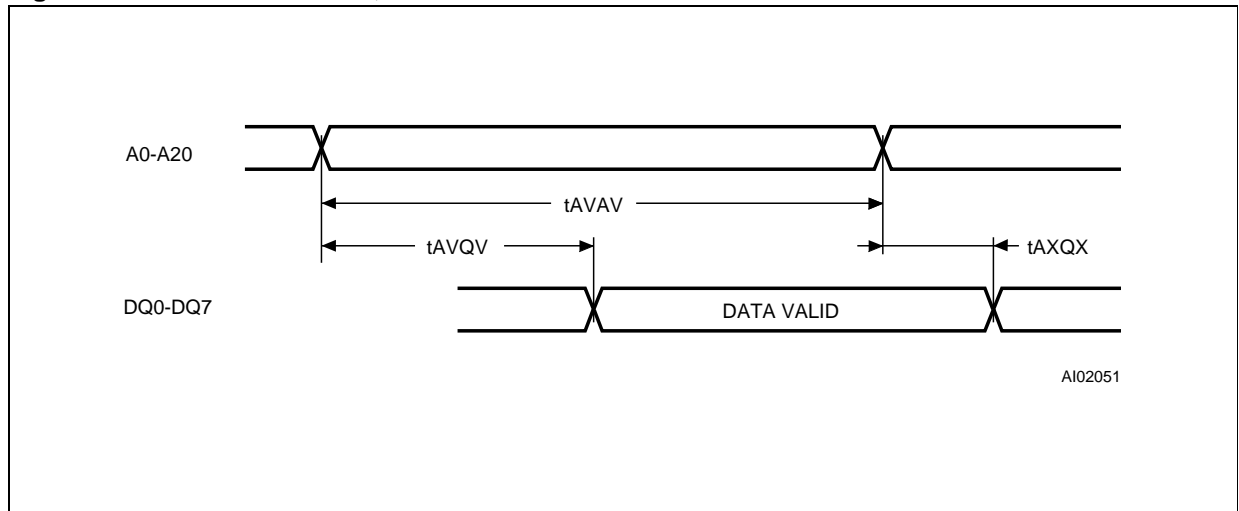 A0-A20
tAVAV
tAVQV
tAXQX
DQ0-DQ7
DATA VALID
AI02051